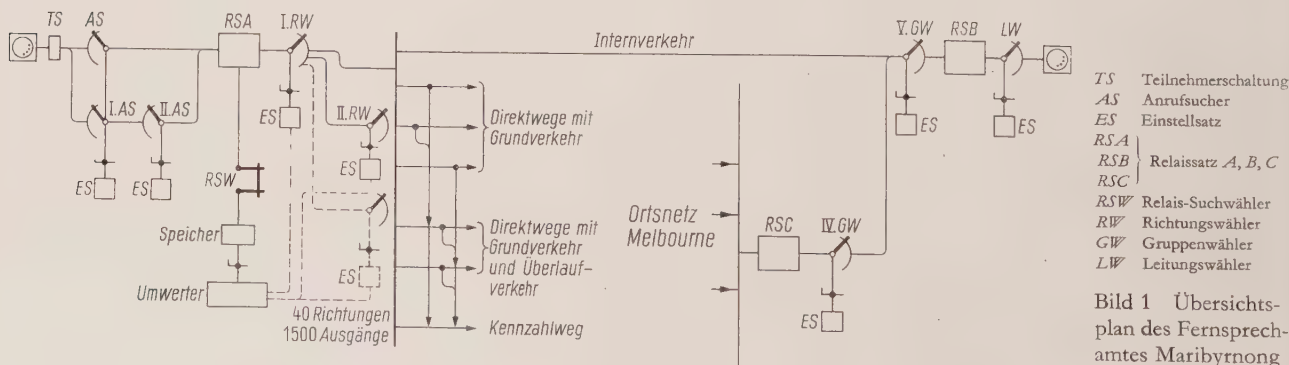 TS
AS
RSA
I.RW
I.AS
II.AS
ES
ES
ES
II.RW
ES
RSW
Speicher
Umwerter
ES
40 Richtungen
1500 Ausgänge
Internverkehr
Direktwege mit
Grundverkehr
Direktwege mit
Grundverkehr
und Überlauf-
verkehr
Kennzahlweg
Ortsnetz
Melbourne
RSC
IV.GW
ES
V.GW
RSB
LW
ES
ES
TS Teilnehmerschaltung
AS Anrufsucher
ES Einstellsatz
RSA
RSB Relaissatz A, B, C
RSC
RSW Relais-Suchwähler
RW Richtungswähler
GW Gruppenwähler
LW Leitungswähler
Bild 1 Übersichts-
plan des Fernsprech-
amtes Maribyrnong